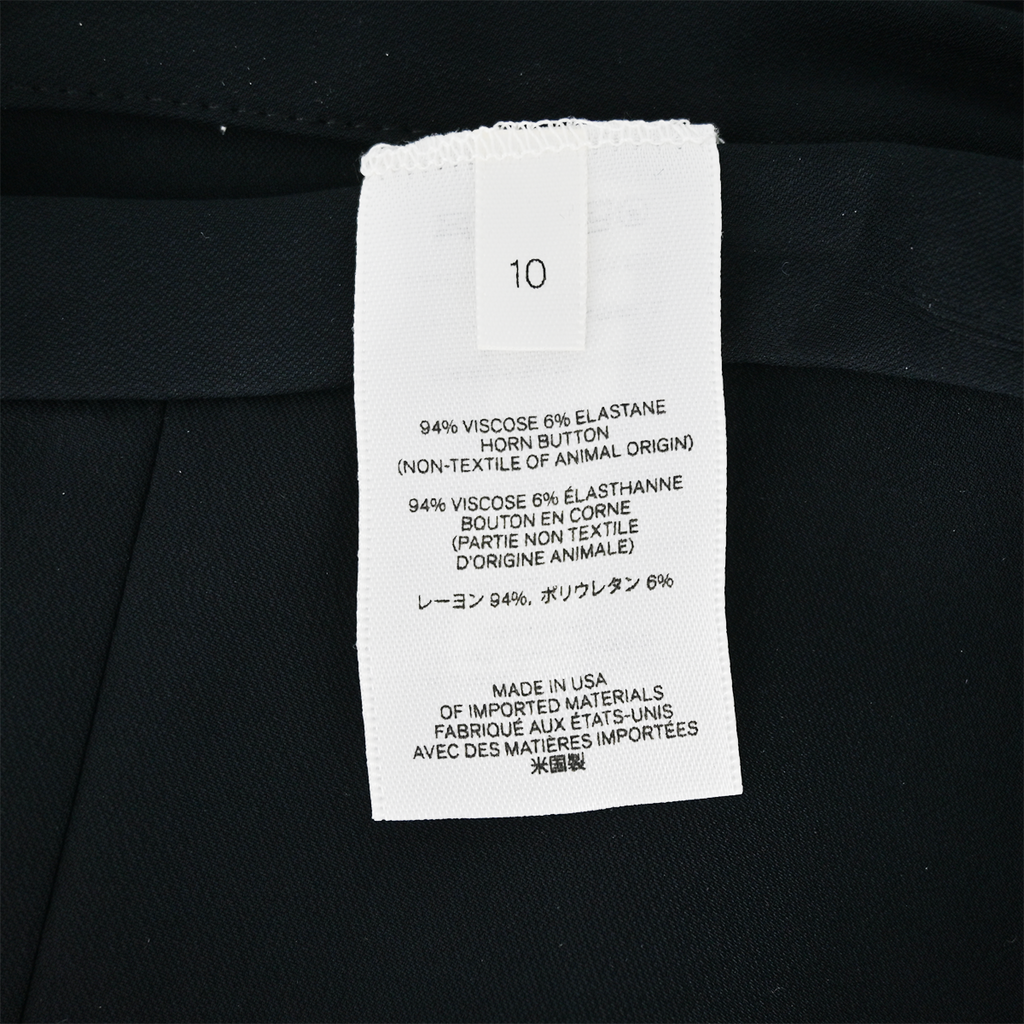 10
94% VISCOSE 6% ELASTANE
HORN BUTTON
(NON-TEXTILE OF ANIMAL ORIGIN)
94% VISCOSE 6% ÉLASTHANNE
BOUTON EN CORNE
(PARTIE NON TEXTILE
D'ORIGINE ANIMALE)
レーヨン 94%, ポリウレタン 6%
MADE IN USA
OF IMPORTED MATERIALS
FABRIQUÉ AUX ÉTATS-UNIS
AVEC DES MATIÈRES IMPORTÉES
米国製